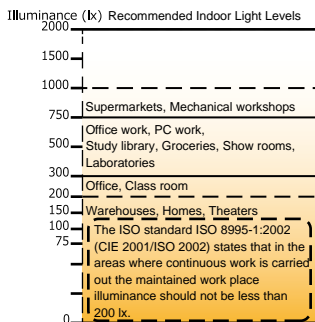 Illuminance (lx) Recommended Indoor Light Levels
2000
1500
1000
Supermarkets, Mechanical workshops
750
Office work, PC work,
500
Study library, Groceries, Show rooms,
Laboratories
300
Office, Class room
200
150
Warehouses, Homes, Theaters
100
The ISO standard ISO 8995-1:2002
75
(CIE 2001/ISO 2002) states that in the
areas where continuous work is carried
out the maintained work place
illuminance should not be less than
200 lx.
0